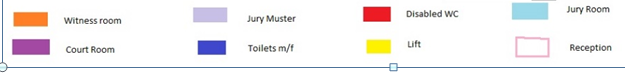 Witness room
Jury Muster
Disabled WC
Jury Room
Court Room
Toilets m/f
Lift
Reception